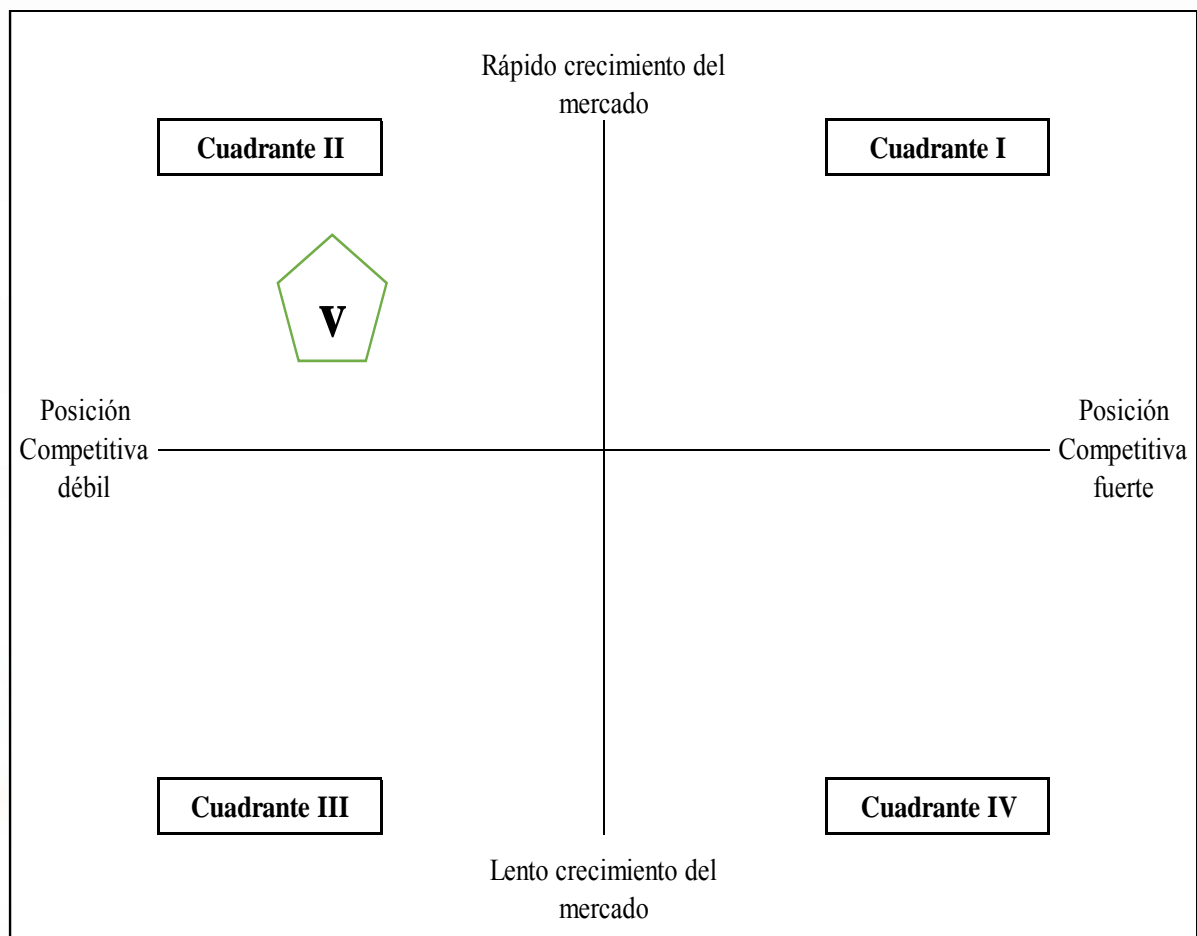 Rápido crecimiento del
mercado
Cuadrante II
Cuadrante I
V
Posición
Competitiva
débil
Posición
Competitiva
fuerte
Cuadrante III
Cuadrante IV
Lento crecimiento del
mercado